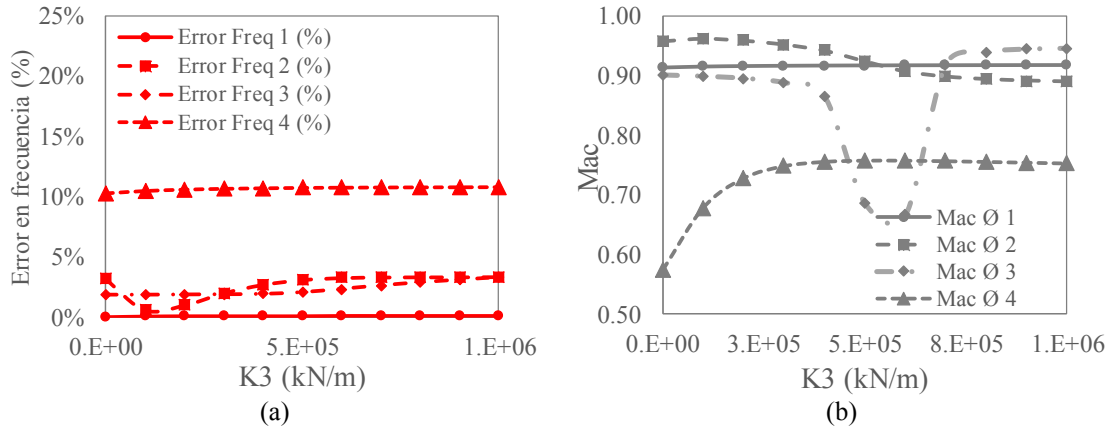 25%
20%
15%
10%
5%
0%
Error en frecuencia (%)
Error Freq 1 (%)
Error Freq 2 (%)
Error Freq 3 (%)
Error Freq 4 (%)
0.E+00 5.E+05 1.E+06
K3 (kN/m)
(a)
1.00
0.90
0.80
0.70
0.60
0.50
Mac
Mac Ø 1
Mac Ø 2
Mac Ø 3
Mac Ø 4
0.E+00 3.E+05 5.E+05 8.E+05 1.E+06
K3 (kN/m)
(b)